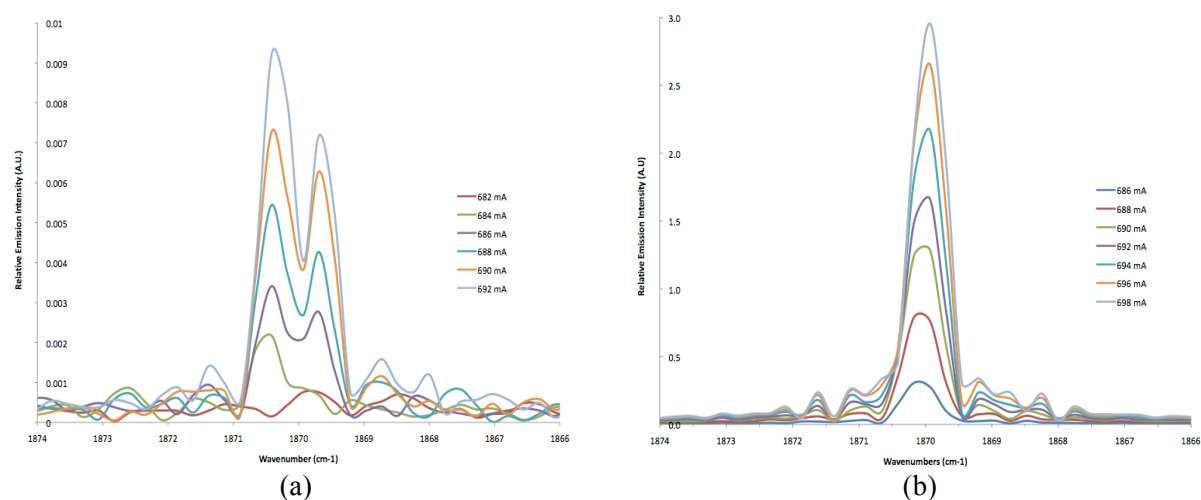 0.01
0.009
0.008
0.007
0.006
0.005
0.004
0.003
0.002
0.001
0
Relative Emission Intensity (A.U.)
682 mA
684 mA
686 mA
688 mA
690 mA
692 mA
1874 1873 1872 1871 1870 1869 1868 1867 1866
Wavenumber (cm-1)
(a)
3.0
2.5
2.0
1.5
1.0
0.5
0.0
Relative Emission Intensity (A.U)
686 mA
688 mA
690 mA
692 mA
694 mA
696 mA
698 mA
1874 1873 1872 1871 1870 1869 1868 1867 1866
Wavenumbers (cm-1)
(b)